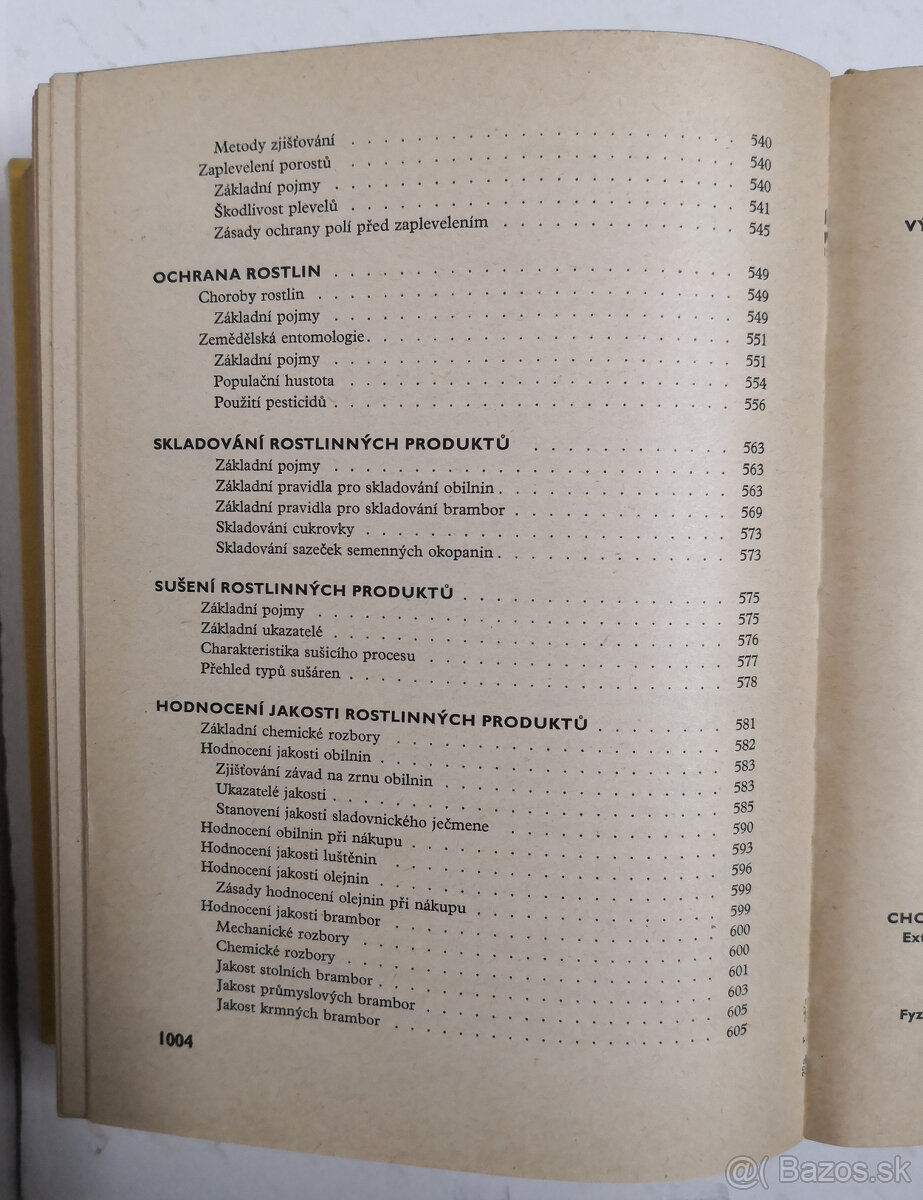 Metody zjišťování . . . . . . . . . . . . . . . . . . 540
Zaplevelení porostů . . . . . . . . . . . . . . . . . . 540
Základní pojmy . . . . . . . . . . . . . . . . . . 540
Škodlivost plevelů . . . . . . . . . . . . . . . . . . 541
Zásady ochrany polí před zaplevelením . . . . . . . . . . . 545
OCHRANA ROSTLIN . . . . . . . . . . . . . . . . . . 549
Choroby rostlin . . . . . . . . . . . . . . . . . . 549
Základní pojmy . . . . . . . . . . . . . . . . . . 549
Zemědělská entomologie . . . . . . . . . . . . . . . . . . 551
Základní pojmy . . . . . . . . . . . . . . . . . . 551
Populační hustota . . . . . . . . . . . . . . . . . . 554
Použití pesticidů . . . . . . . . . . . . . . . . . . 556
SKLADOVÁNÍ ROSTLINNÝCH PRODUKTŮ . . . . . . . . . . 563
Základní pojmy . . . . . . . . . . . . . . . . . . 563
Základní pravidla pro skladování obilnin . . . . . . . . . . . 563
Základní pravidla pro skladování brambor . . . . . . . . . . . 569
Skladování cukrovky . . . . . . . . . . . . . . . . . . 573
Skladování sazeček semenných okopanin . . . . . . . . . . . 573
SUŠENÍ ROSTLINNÝCH PRODUKTŮ . . . . . . . . . . . . . 575
Základní pojmy . . . . . . . . . . . . . . . . . . 575
Základní ukazatelé . . . . . . . . . . . . . . . . . . 576
Charakteristika sušicího procesu . . . . . . . . . . . . . . 577
Přehled typů sušáren . . . . . . . . . . . . . . . . . . 578
HODNOCENÍ JAKOSTI ROSTLINNÝCH PRODUKTŮ . . . . . . . 581
Základní chemické rozbory . . . . . . . . . . . . . . . . 582
Hodnocení jakosti obilnin . . . . . . . . . . . . . . . . 583
Zjišťování závad na zrnu obilnin . . . . . . . . . . . . . . 583
Ukazatelé jakosti . . . . . . . . . . . . . . . . . . 585
Stanovení jakosti sladovnického ječmene . . . . . . . . . . . 590
Hodnocení obilnin při nákupu . . . . . . . . . . . . . . . 593
Hodnocení jakosti luštěnin . . . . . . . . . . . . . . . . 596
Hodnocení jakosti olejnin . . . . . . . . . . . . . . . . 599
Zásady hodnocení olejnin při nákupu . . . . . . . . . . . . 599
Hodnocení jakosti brambor . . . . . . . . . . . . . . . . 600
Mechanické rozbory . . . . . . . . . . . . . . . . . . 600
Chemické rozbory . . . . . . . . . . . . . . . . . . 601
Jakost stolních brambor . . . . . . . . . . . . . . . . . 603
Jakost průmyslových brambor . . . . . . . . . . . . . . . 605
Jakost krmných brambor . . . . . . . . . . . . . . . . . 605
1004
VÝ
CHO
Ext
Fyz
@( Bazos.sk